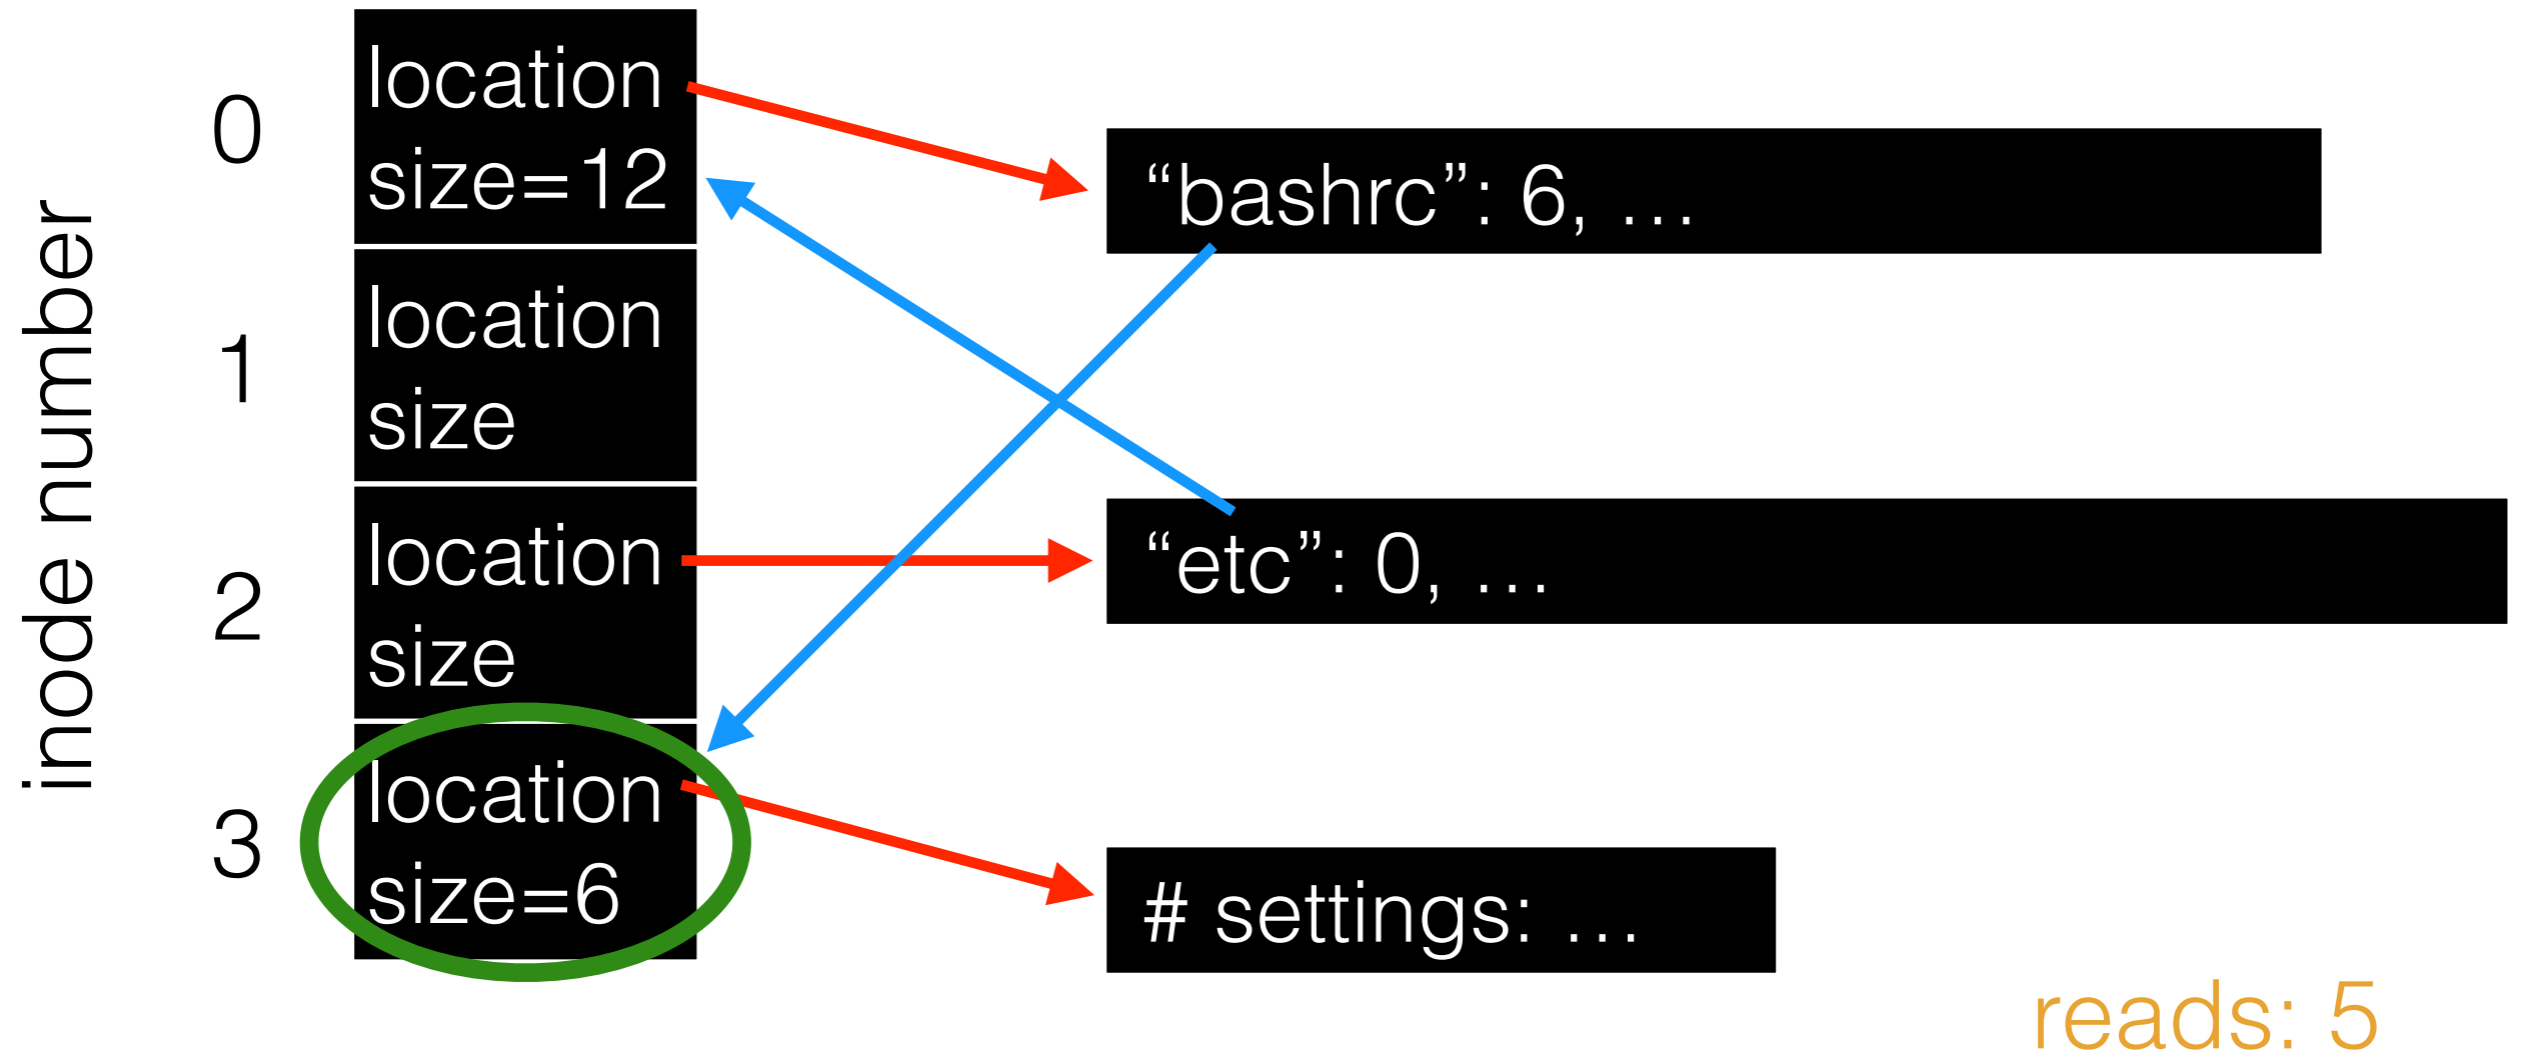 inode number
0
location
size=12
1
location
size
2
location
size
3
location
size=6
“bashrc”: 6, …
“etc”: 0, …
# settings: …
reads: 5